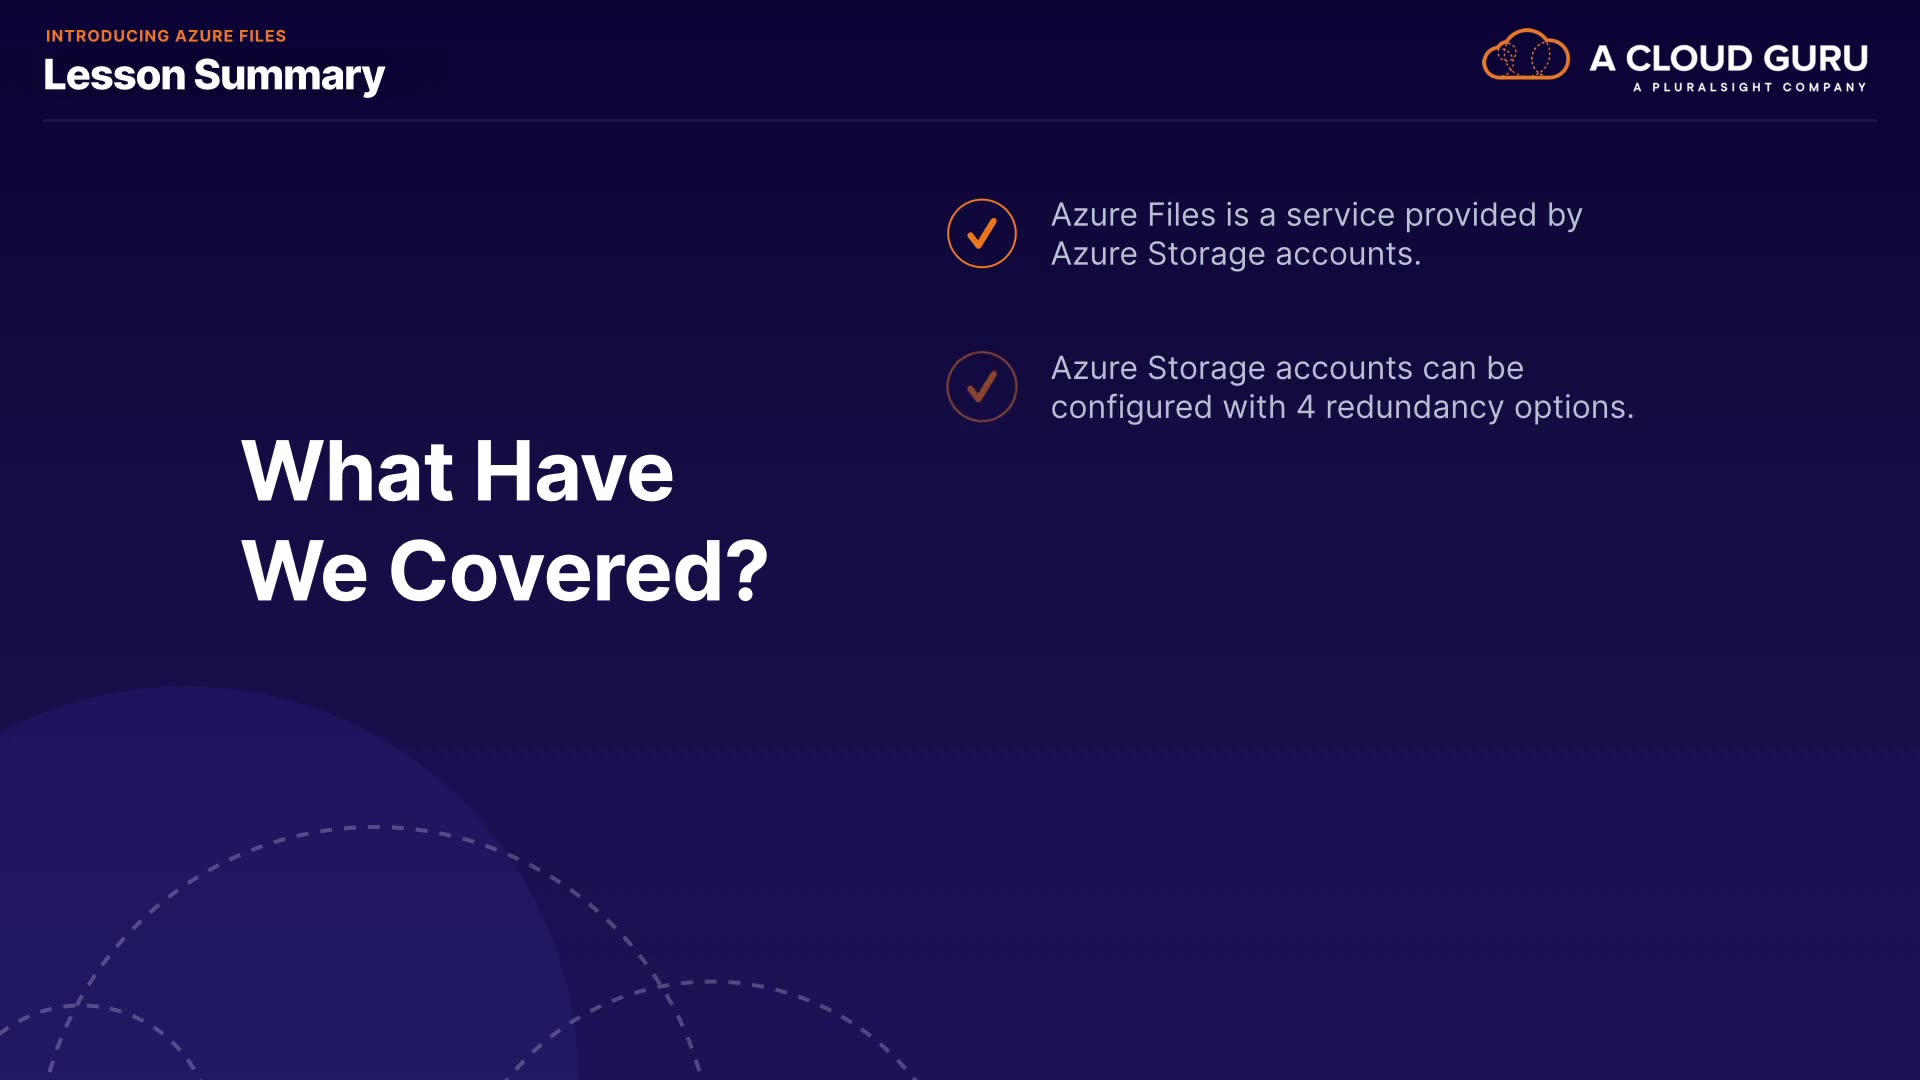 INTRODUCING AZURE FILES
Lesson Summary
A CLOUD GURU
A PLURALSIGHT COMPANY
What Have
We Covered?
Azure Files is a service provided by
Azure Storage accounts.
Azure Storage accounts can be
configured with 4 redundancy options.